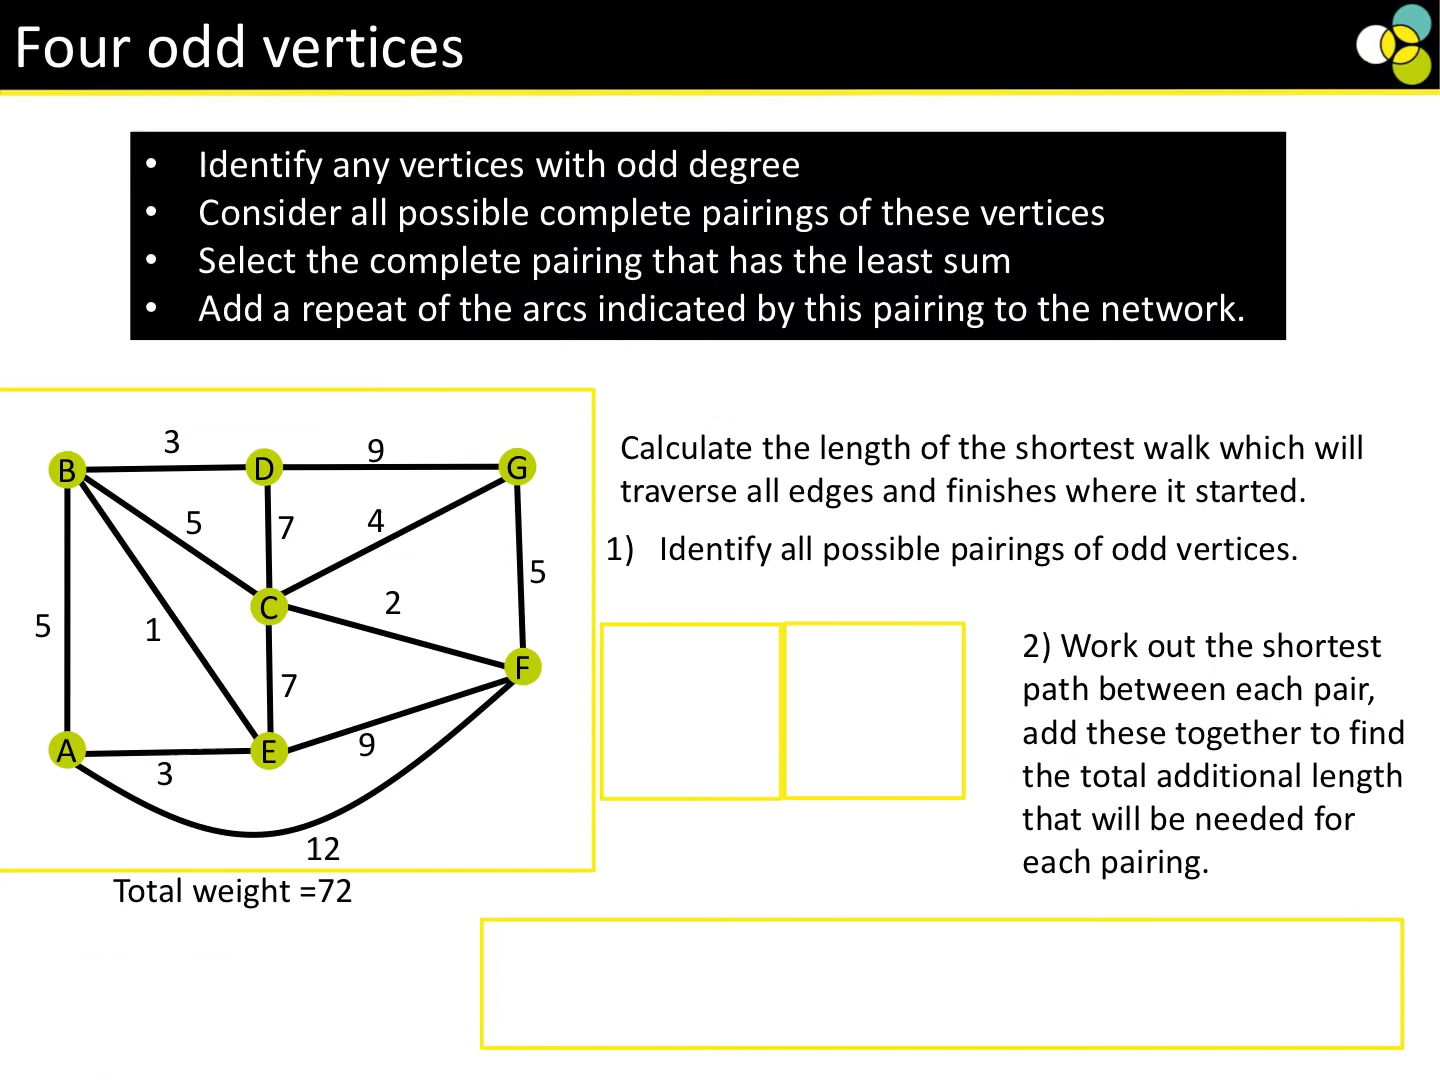 Four odd vertices
• Identify any vertices with odd degree
• Consider all possible complete pairings of these vertices
• Select the complete pairing that has the least sum
• Add a repeat of the arcs indicated by this pairing to the network.
3
9
B
D
G
5
7
4
5
C
2
5
1
F
7
A
E
9
3
12
Total weight =72
Calculate the length of the shortest walk which will
traverse all edges and finishes where it started.
1) Identify all possible pairings of odd vertices.
2) Work out the shortest
path between each pair,
add these together to find
the total additional length
that will be needed for
each pairing.